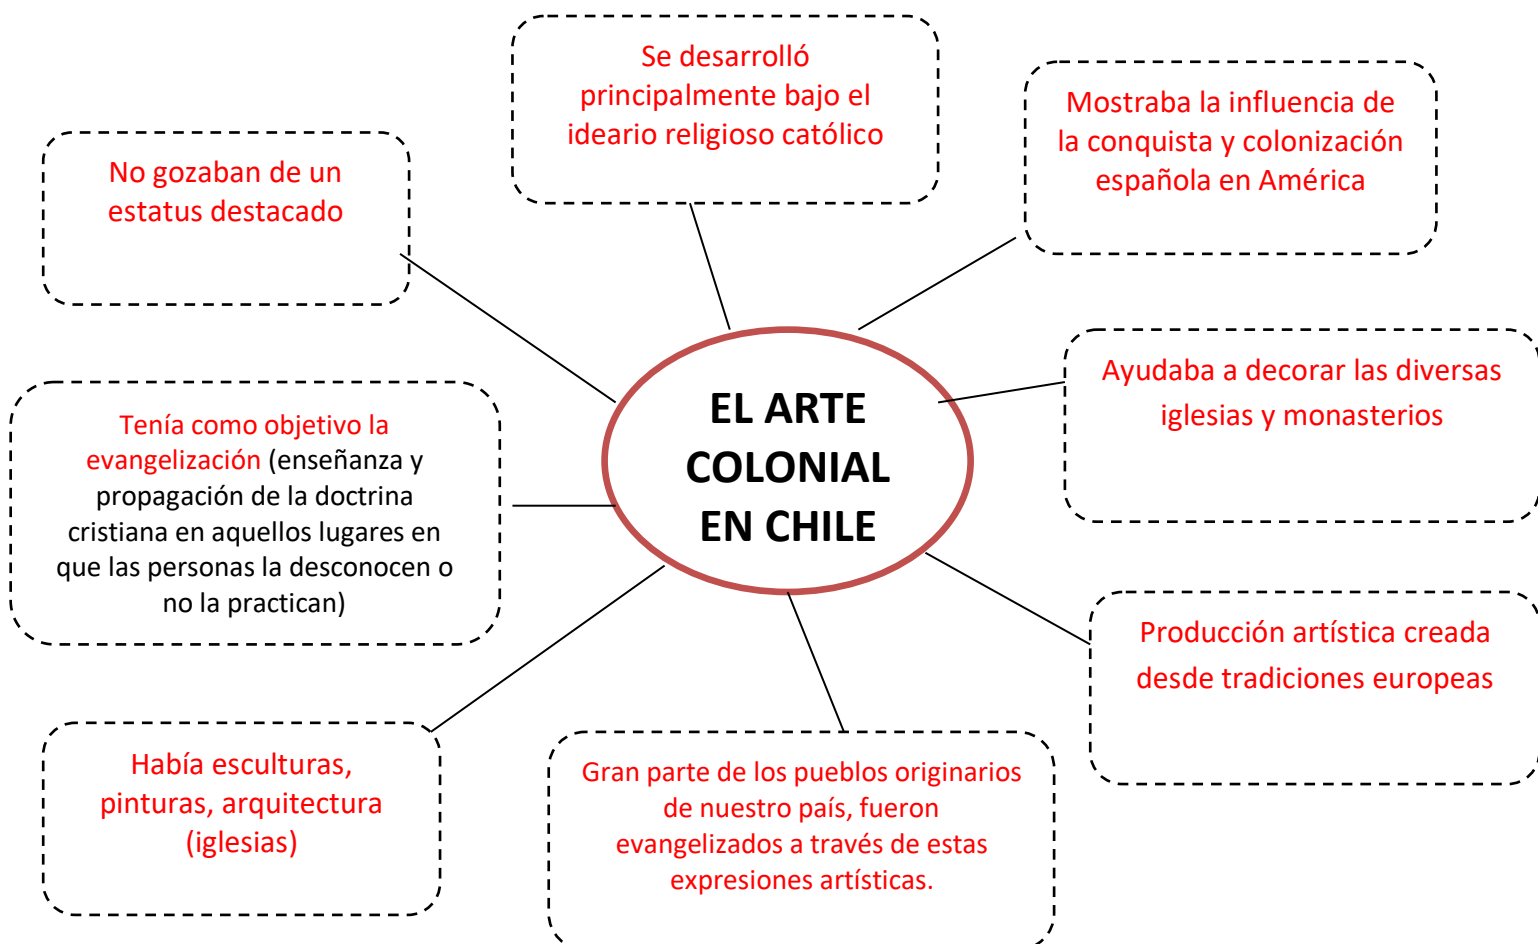 Se desarrolló
principalmente bajo el
ideario religioso católico
Mostraba la influencia de
la conquista y colonización
española en América
No gozaban de un
estatus destacado
Ayudaba a decorar las diversas
iglesias y monasterios
EL ARTE
COLONIAL
EN CHILE
Tenía como objetivo la
evangelización (enseñanza y
propagación de la doctrina
cristiana en aquellos lugares en
que las personas la desconocen o
no la practican)
Producción artística creada
desde tradiciones europeas
Había esculturas,
pinturas, arquitectura
(iglesias)
Gran parte de los pueblos originarios
de nuestro país, fueron
evangelizados a través de estas
expresiones artísticas.